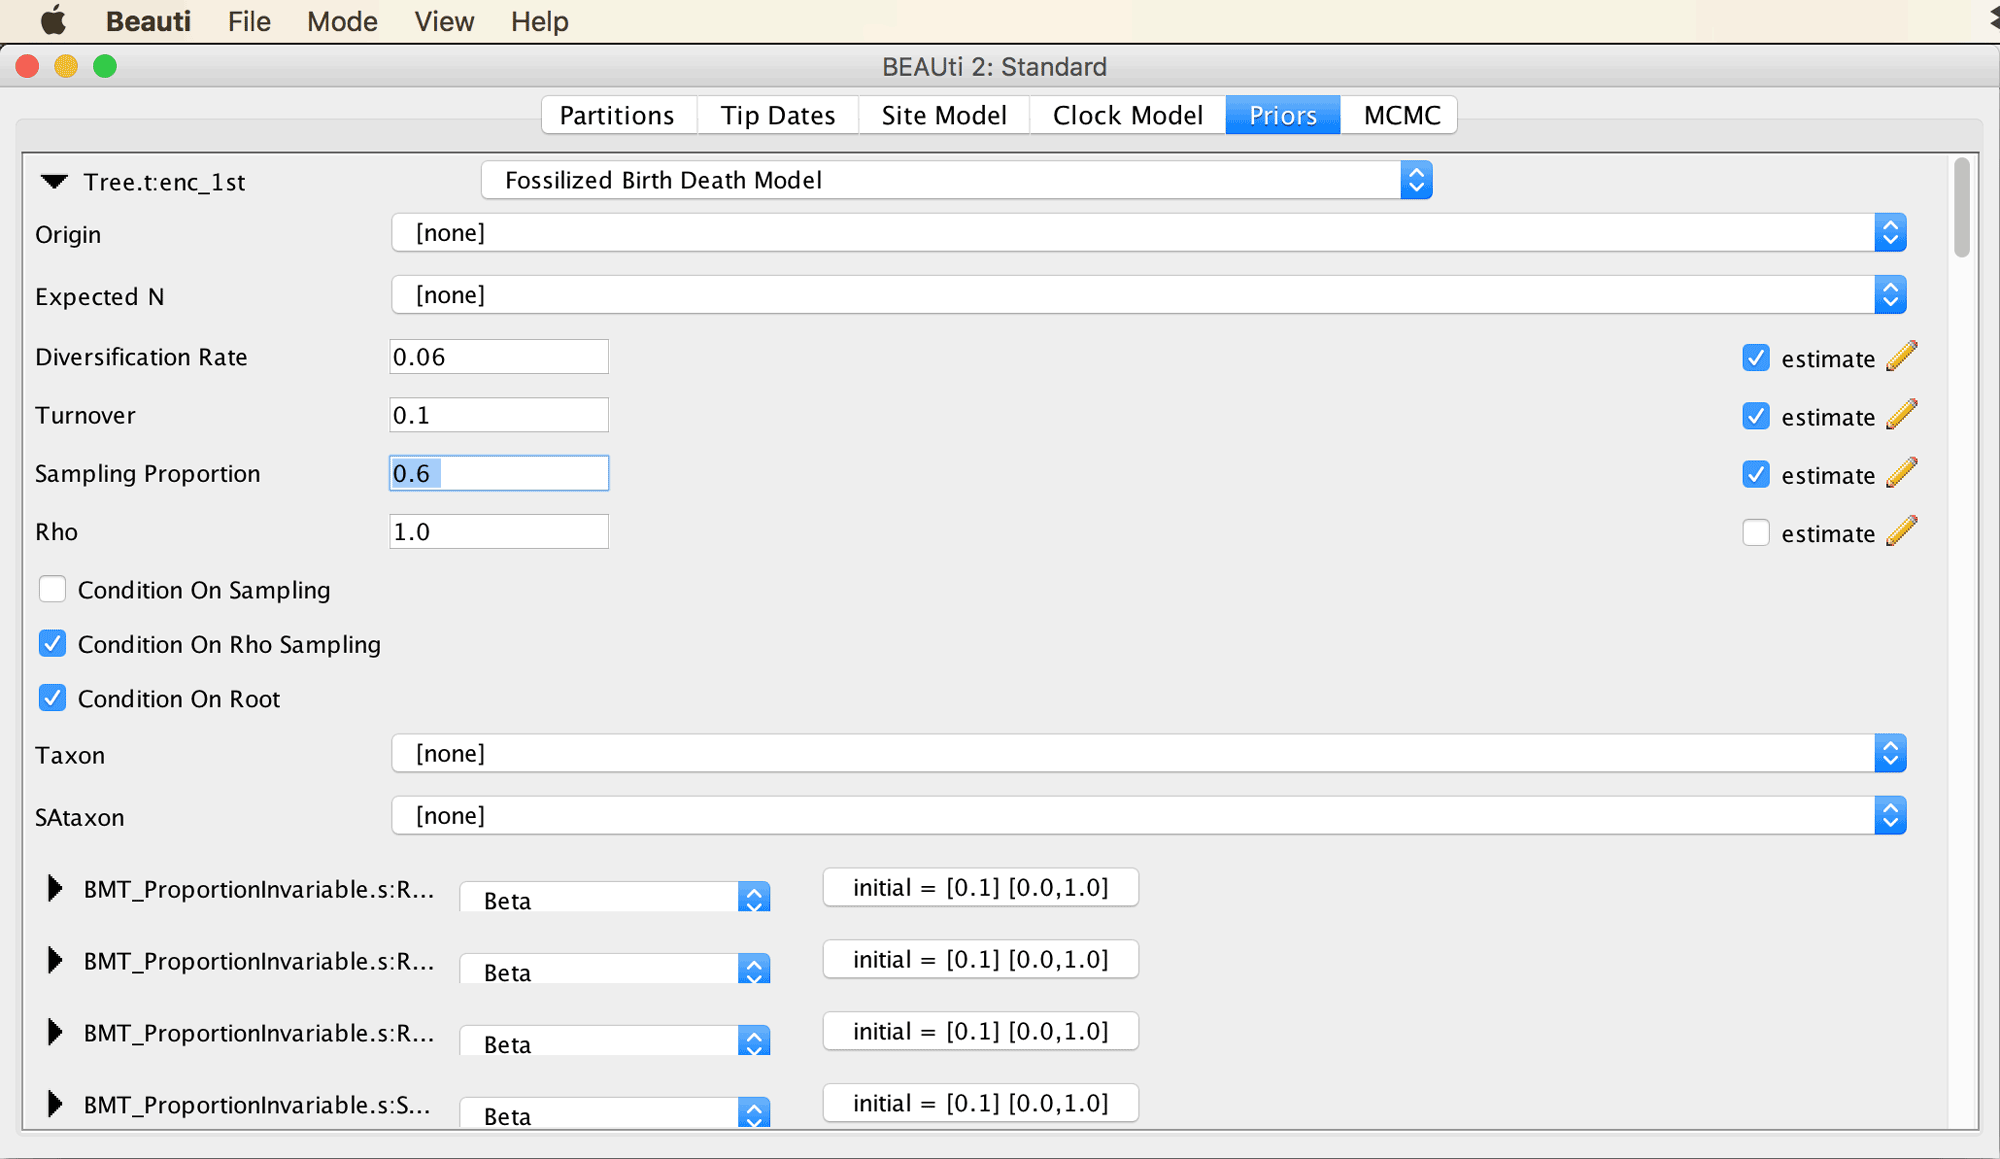 Beauti File Mode View Help
BEAUti 2: Standard
Partitions Tip Dates Site Model Clock Model Priors MCMC
Tree.t:enc_1st Fossilized Birth Death Model
Origin [none]
Expected N [none]
Diversification Rate 0.06 estimate
Turnover 0.1 estimate
Sampling Proportion 0.6 estimate
Rho 1.0 estimate
Condition On Sampling
Condition On Rho Sampling
Condition On Root
Taxon [none]
SAtaxon [none]
BMT_ProportionInvariable.s:R... Beta initial = [0.1] [0.0,1.0]
BMT_ProportionInvariable.s:R... Beta initial = [0.1] [0.0,1.0]
BMT_ProportionInvariable.s:R... Beta initial = [0.1] [0.0,1.0]
BMT_ProportionInvariable.s:S... Beta initial = [0.1] [0.0,1.0]